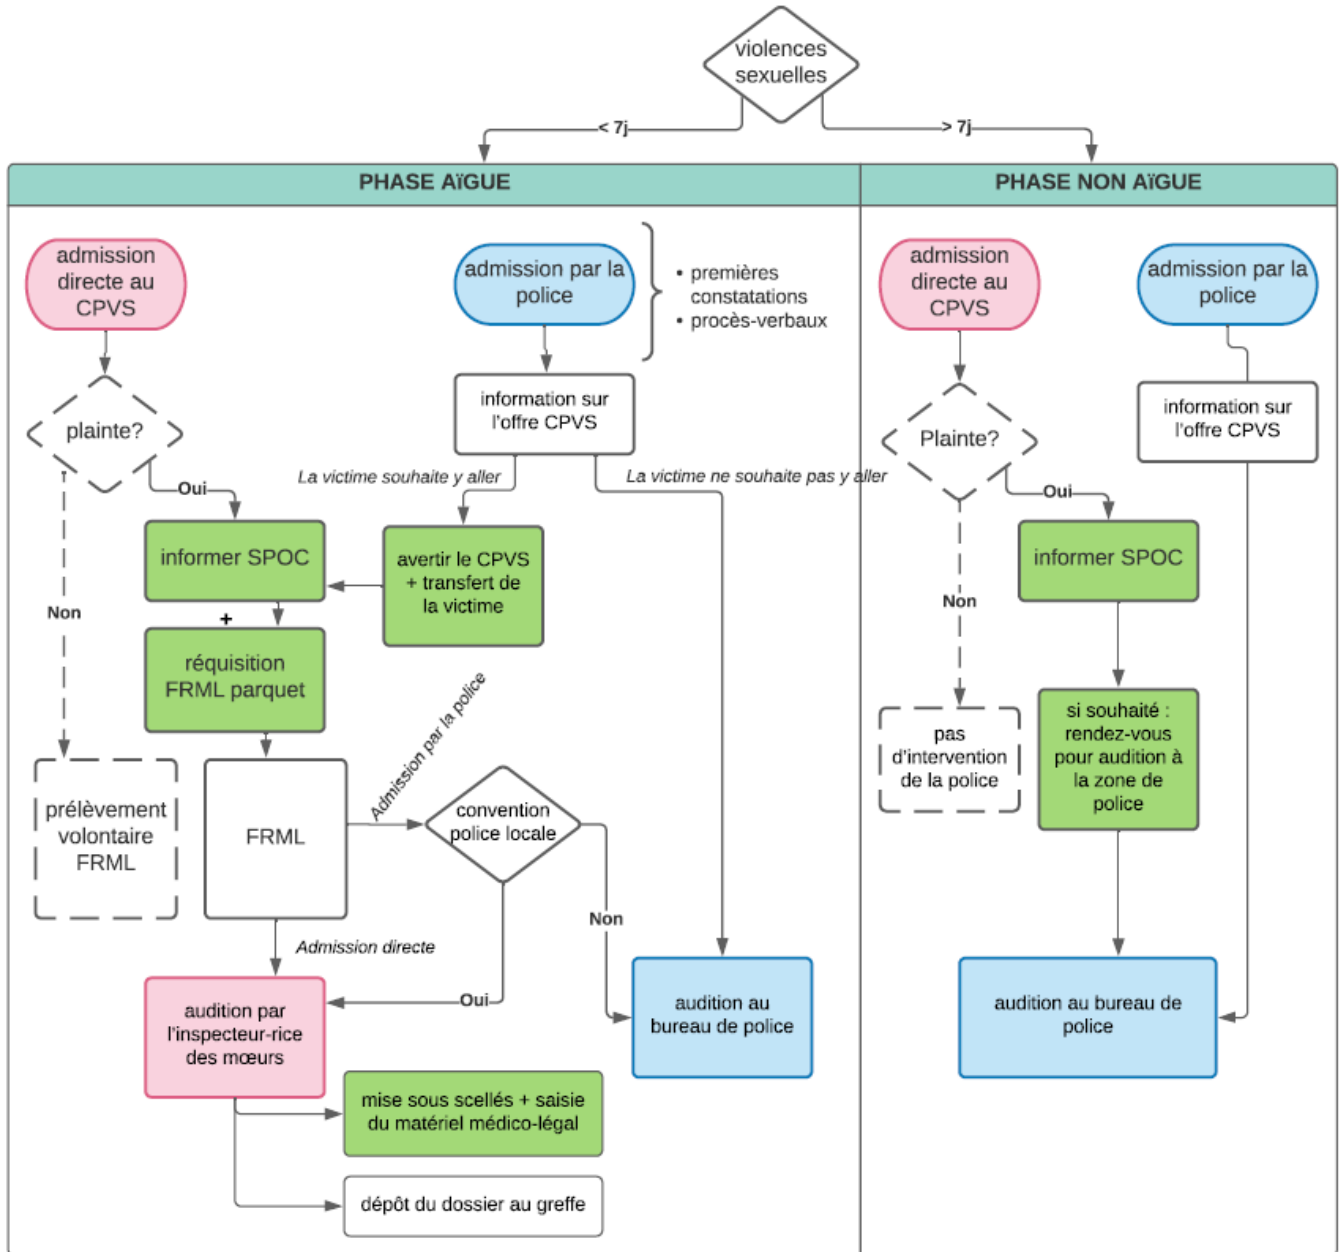 violences
sexuelles
< 7j
> 7j
PHASE AÏGUE
PHASE NON AÏGUE
admission
directe au
CPVS
admission par la
police
• premières
constatations
• procès-verbaux
admission
directe au
CPVS
admission par la
police
plainte?
information sur
l'offre CPVS
Plainte?
information sur
l'offre CPVS
La victime souhaite y aller
La victime ne souhaite pas y aller
Oui
Oui
informer SPOC
avertir le CPVS
+ transfert de
la victime
informer SPOC
Non
Non
+
réquisition
FRML parquet
Admission par la police
si souhaité :
rendez-vous
pour audition à
la zone de
police
pas
d'intervention
de la police
prélèvement
volontaire
FRML
FRML
convention
police locale
Non
Admission directe
Oui
audition par
l'inspecteur-rice
des mœurs
audition au
bureau de police
audition au bureau de
police
mise sous scellés + saisie
du matériel médico-légal
dépôt du dossier au greffe